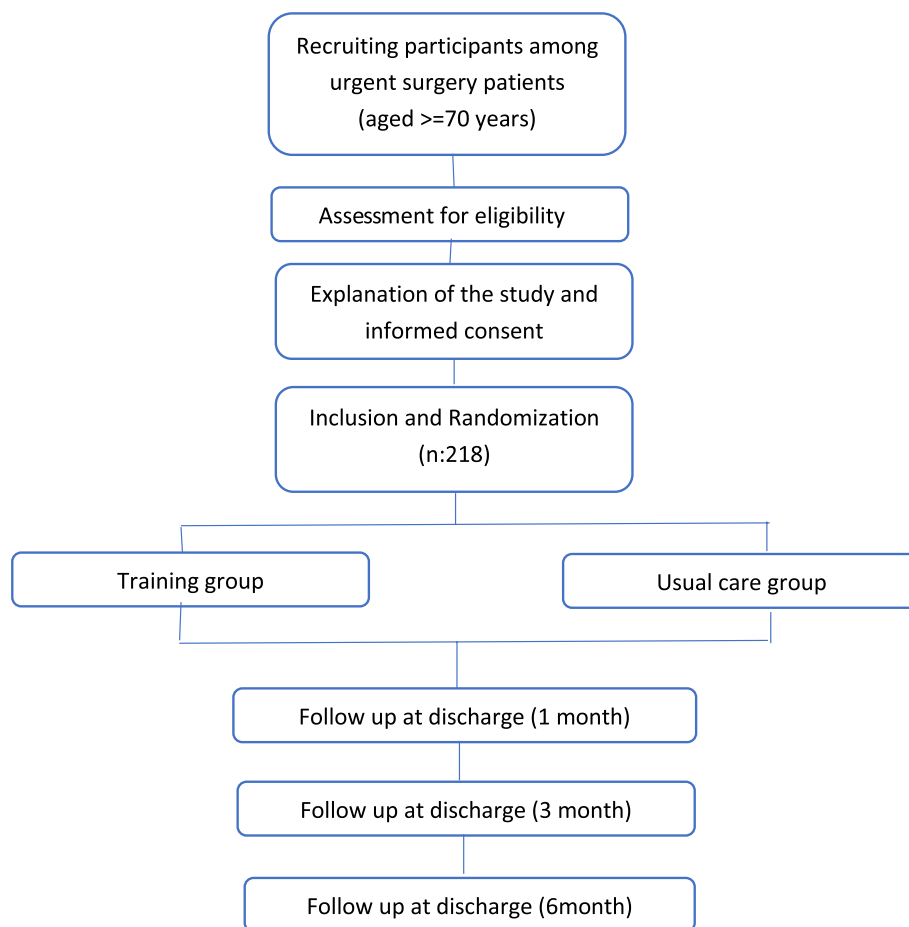 Recruiting participants among
urgent surgery patients
(aged >=70 years)
Assessment for eligibility
Explanation of the study and
informed consent
Inclusion and Randomization
(n:218)
Training group
Usual care group
Follow up at discharge (1 month)
Follow up at discharge (3 month)
Follow up at discharge (6month)